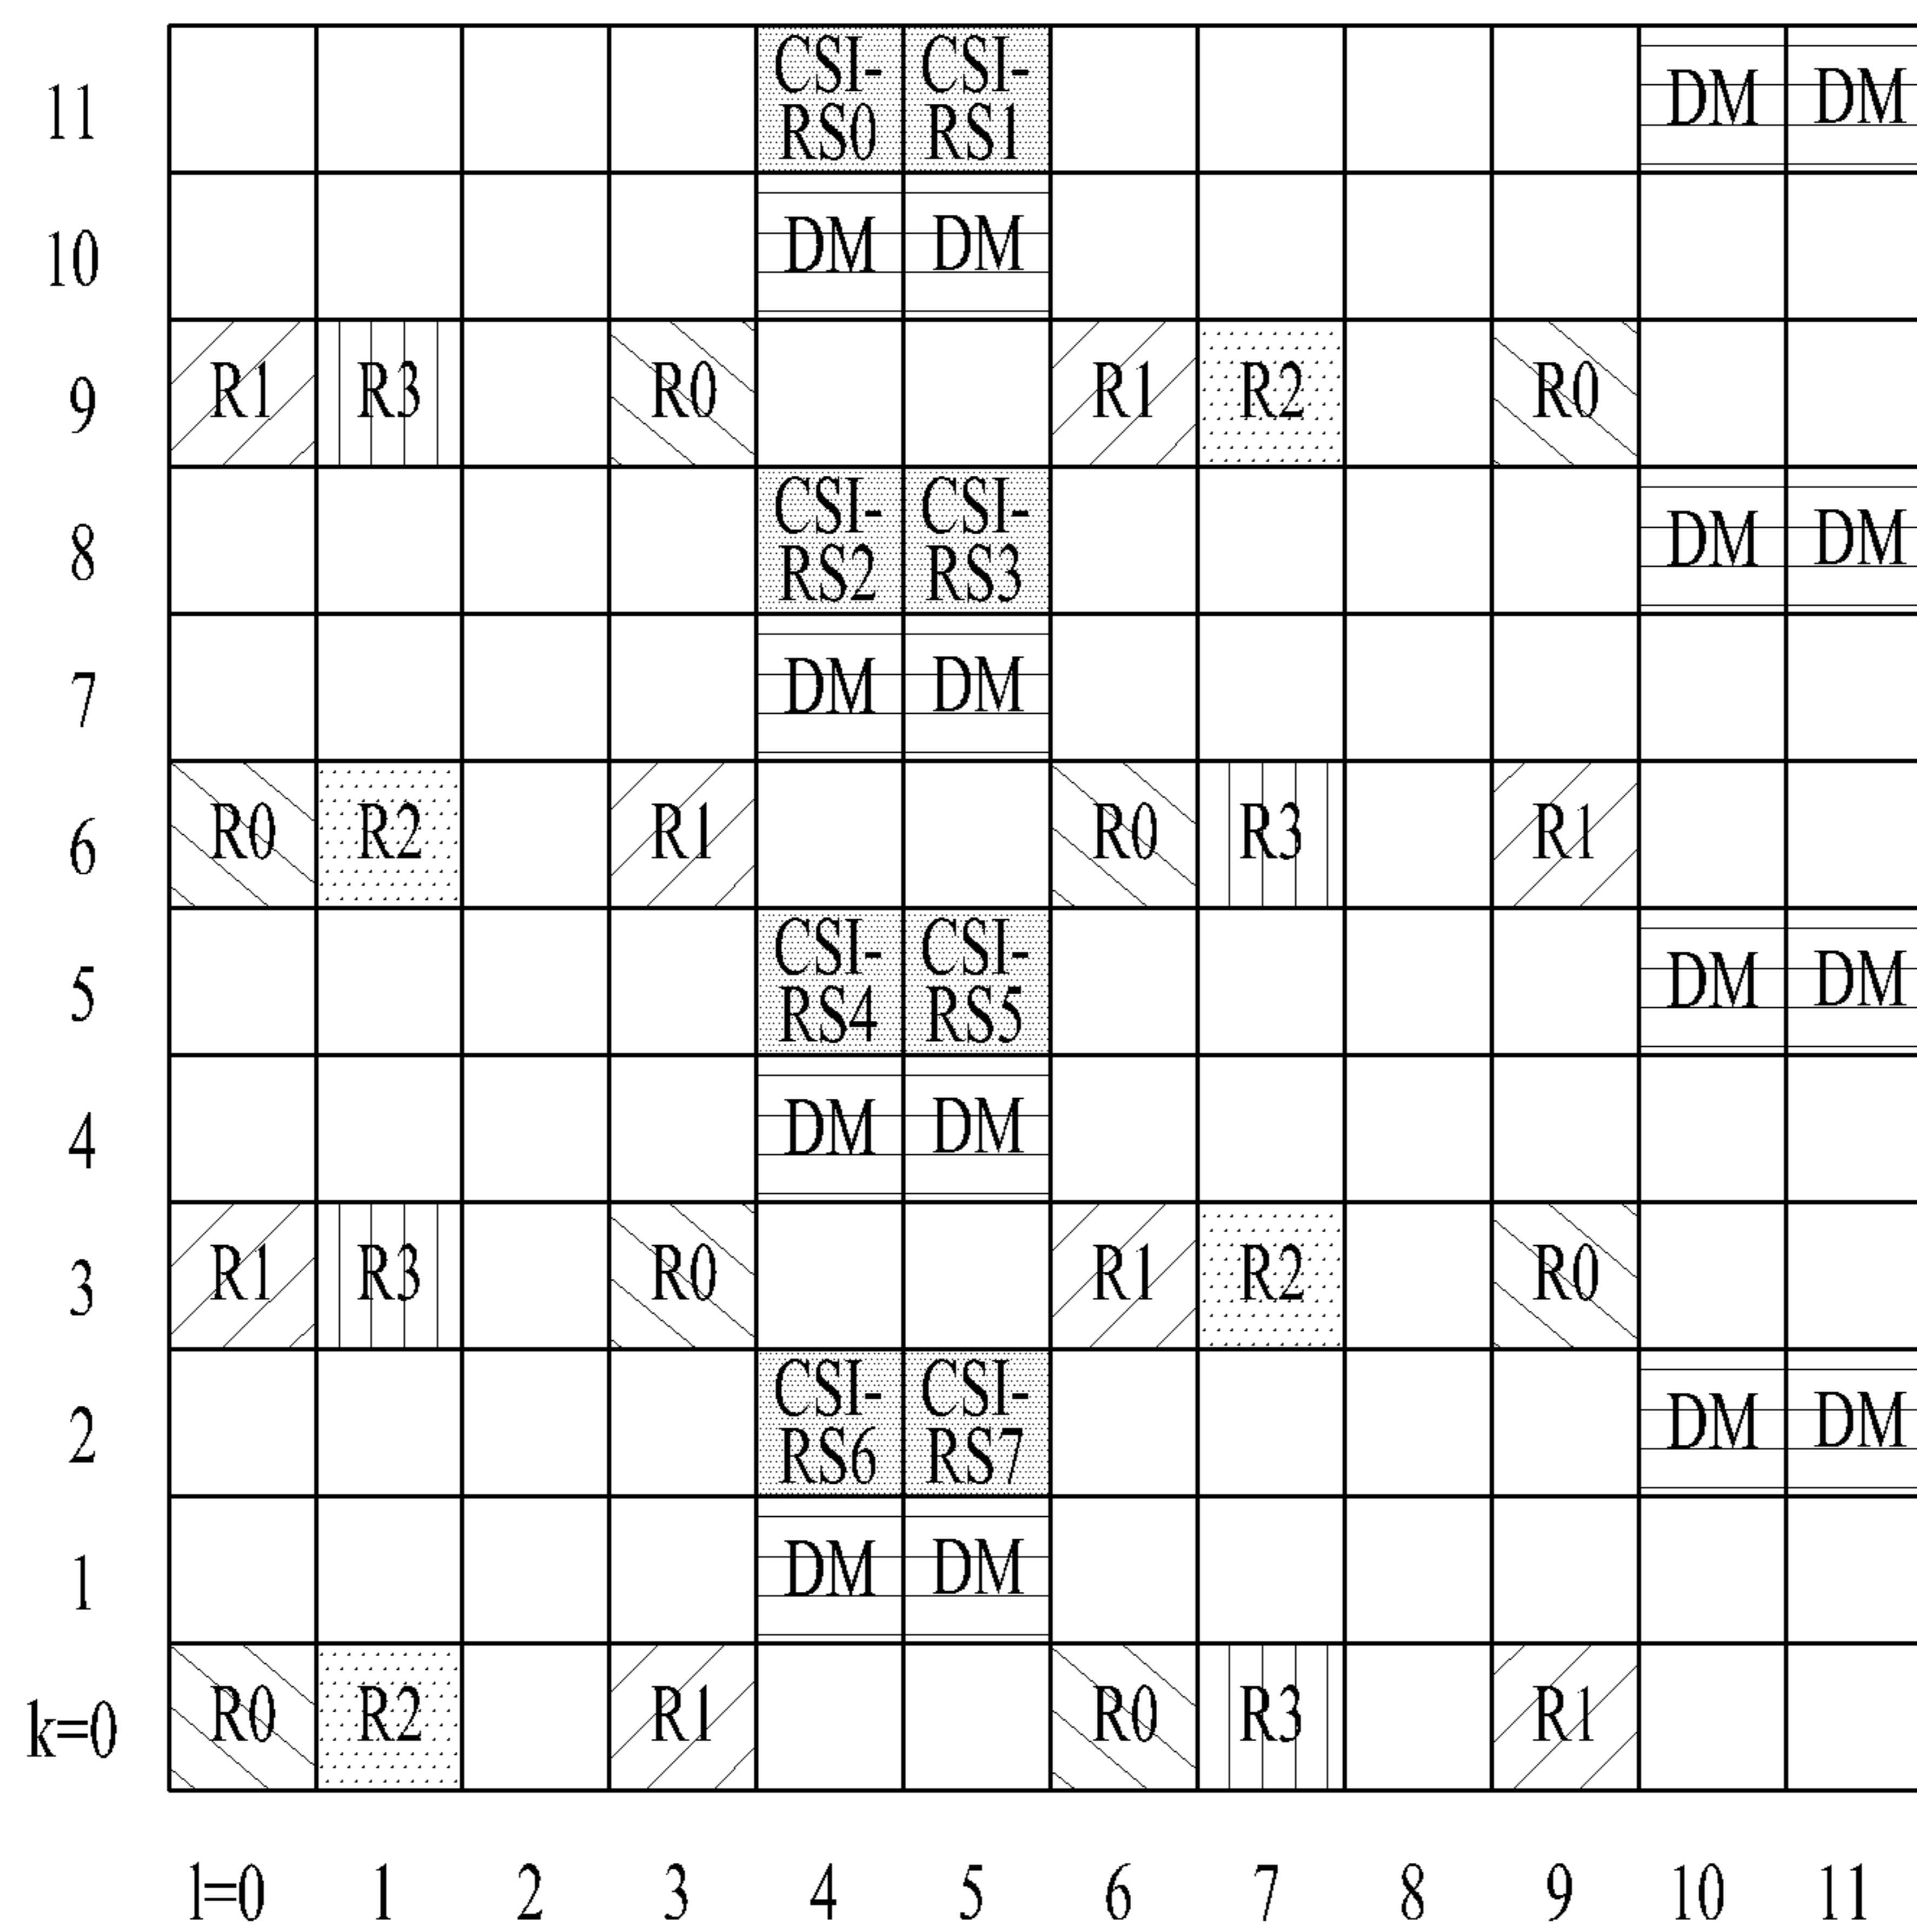 11 CSI-RS0 CSI-RS1 DM DM
10 DM DM
9 R1 R3 R0 R1 R2 R0
8 CSI-RS2 CSI-RS3 DM DM
7 DM DM
6 R0 R2 R1 R0 R3 R1
5 CSI-RS4 CSI-RS5 DM DM
4 DM DM
3 R1 R3 R0 R1 R2 R0
2 CSI-RS6 CSI-RS7 DM DM
1 DM DM
k=0 R0 R2 R1 R0 R3 R1
l=0 1 2 3 4 5 6 7 8 9 10 11